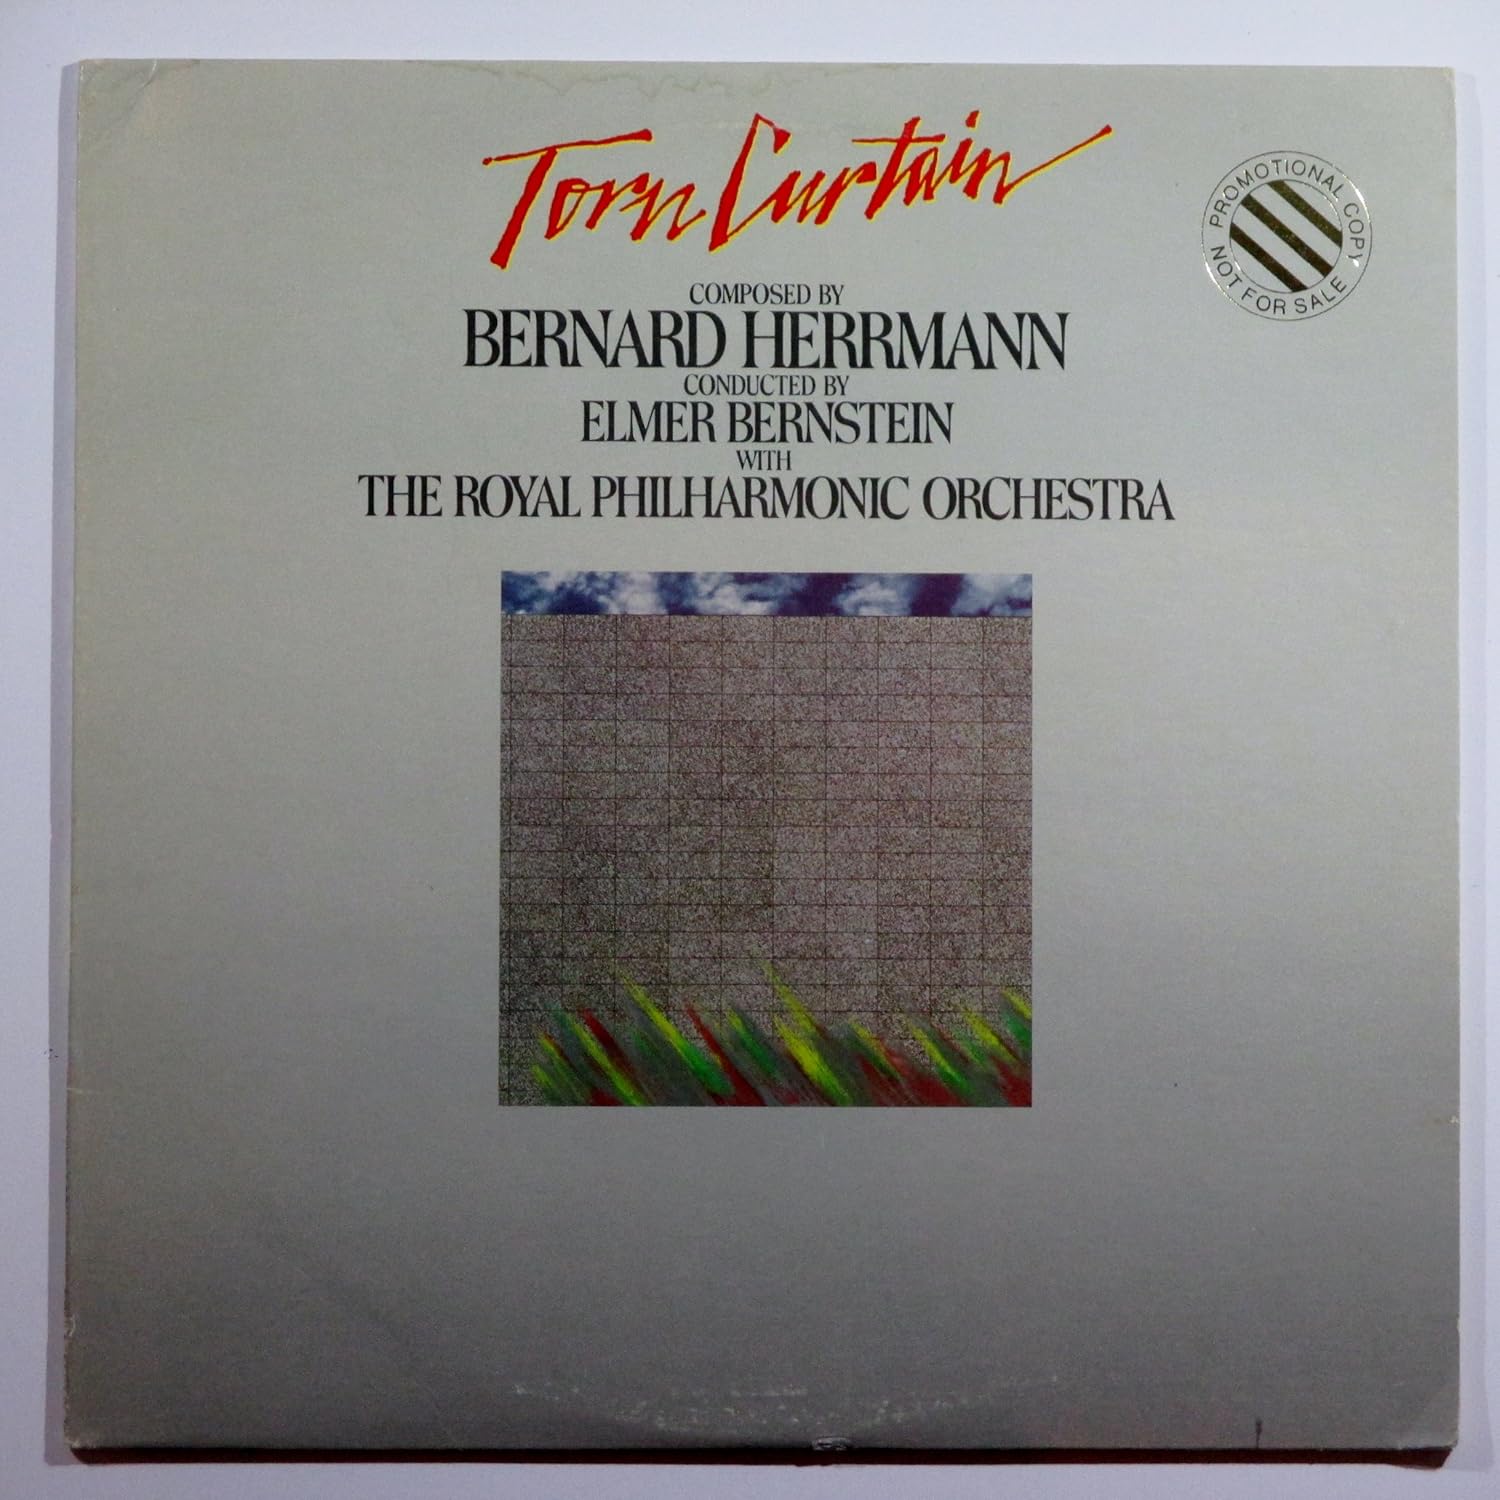 Torn Curtain
COMPOSED BY
BERNARD HERRMANN
CONDUCTED BY
ELMER BERNSTEIN
WITH
THE ROYAL PHILHARMONIC ORCHESTRA
PROMOTIONAL COPY
NOT FOR SALE